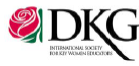 DKG
INTERNATIONAL SOCIETY
FOR KEY WOMEN EDUCATORS